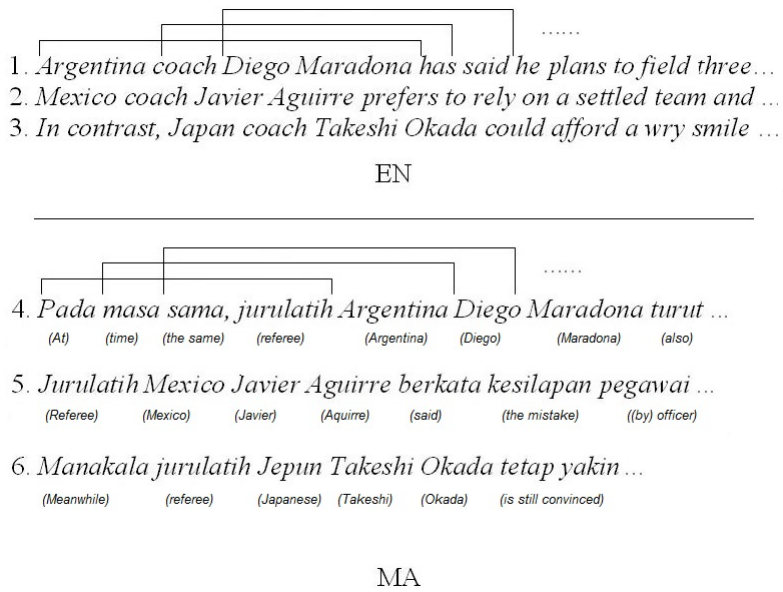 ......
1. Argentina coach Diego Maradona has said he plans to field three...
2. Mexico coach Javier Aguirre prefers to rely on a settled team and ...
3. In contrast, Japan coach Takeshi Okada could afford a wry smile ...
EN
......
4. Pada masa sama, jurulatih Argentina Diego Maradona turut ...
(At) (time) (the same) (referee) (Argentina) (Diego) (Maradona) (also)
5. Jurulatih Mexico Javier Aguirre berkata kesilapan pegawai ...
(Referee) (Mexico) (Javier) (Aquirre) (said) (the mistake) ((by) officer)
6. Manakala jurulatih Jepun Takeshi Okada tetap yakin ...
(Meanwhile) (referee) (Japanese) (Takeshi) (Okada) (is still convinced)
MA